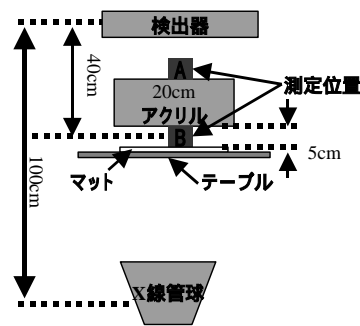 検出器
40cm
A
測定位置
20cm
アクリル
B
5cm
マット
テーブル
100cm
X線管球